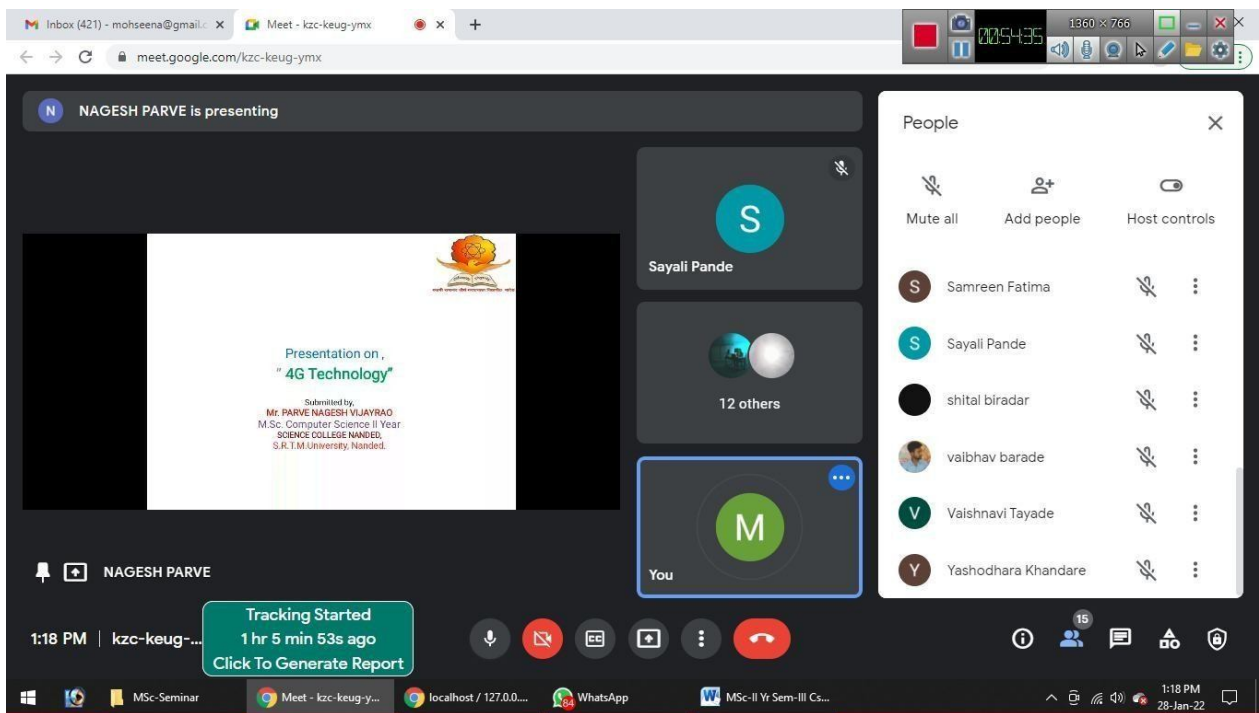 Inbox (421) - mohseena@gmail.c
Meet - kzc-keug-ymx
1360 × 766
00:54:35
meet.google.com/kzc-keug-ymx
N
NAGESH PARVE is presenting
People
Mute all
Add people
Host controls
S
Sayali Pande
12 others
M
You
Presentation on ,
" 4G Technology"
Submitted by,
Mr. PARVE NAGESH VIJAYRAO
M.Sc. Computer Science II Year
SCIENCE COLLEGE NANDED,
S.R.T.M.University, Nanded.
S
Samreen Fatima
S
Sayali Pande
shital biradar
vaibhav barade
V
Vaishnavi Tayade
Y
Yashodhara Khandare
NAGESH PARVE
1:18 PM | kzc-keug-...
Tracking Started
1 hr 5 min 53s ago
Click To Generate Report
CC
15
MSc-Seminar
Meet - kzc-keug-y...
localhost / 127.0.0....
84
WhatsApp
W
MSc-II Yr Sem-III Cs...
1:18 PM
28-Jan-22